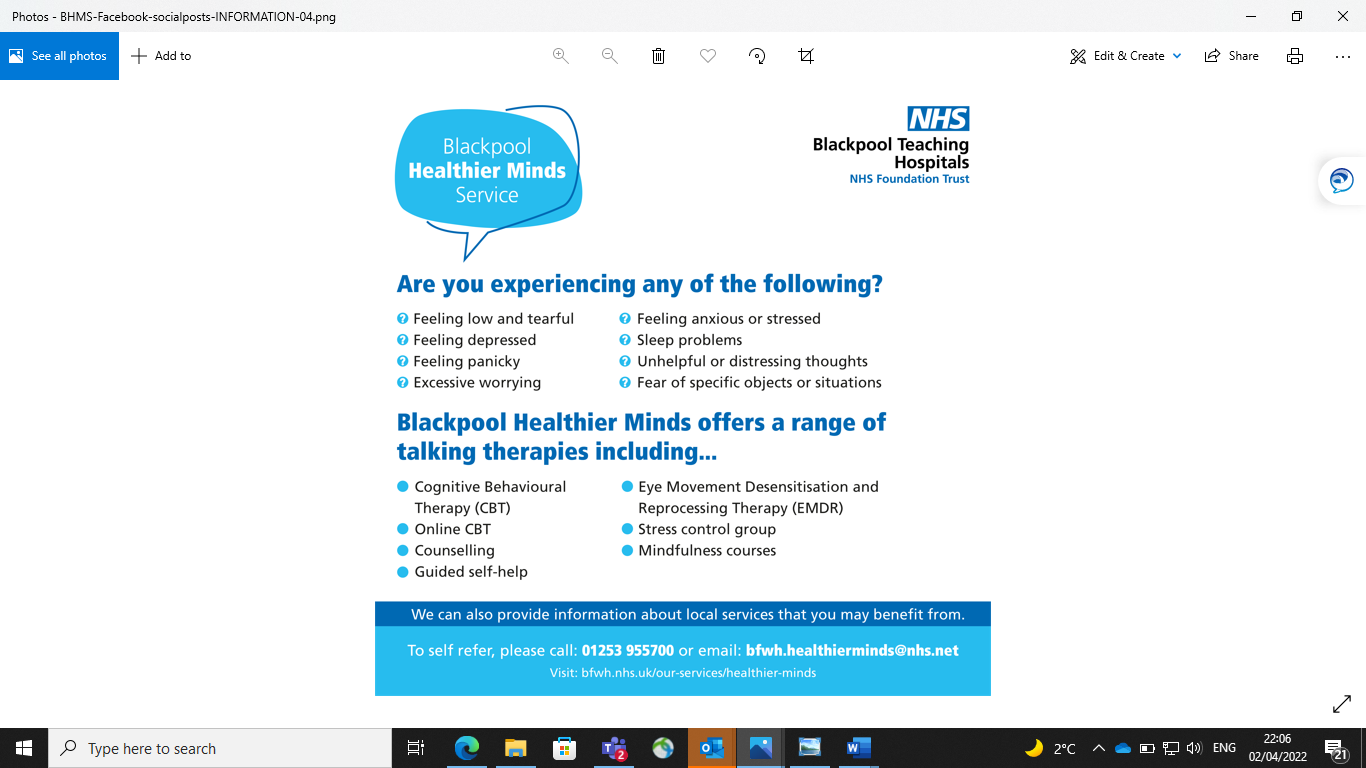 Photos - BHMS-Facebook-socialposts-INFORMATION-04.png
See all photos
Add to
Edit & Create
Share
Blackpool
Healthier Minds
Service
NHS
Blackpool Teaching
Hospitals
NHS Foundation Trust
Are you experiencing any of the following?
Feeling low and tearful
Feeling depressed
Feeling panicky
Excessive worrying
Feeling anxious or stressed
Sleep problems
Unhelpful or distressing thoughts
Fear of specific objects or situations
Blackpool Healthier Minds offers a range of
talking therapies including...
Cognitive Behavioural
Therapy (CBT)
Online CBT
Counselling
Guided self-help
Eye Movement Desensitisation and
Reprocessing Therapy (EMDR)
Stress control group
Mindfulness courses
We can also provide information about local services that you may benefit from.
To self refer, please call: 01253 955700 or email: bfwh.healthierminds@nhs.net
Visit: bfwh.nhs.uk/our-services/healthier-minds
Type here to search
2
2°C
ENG
22:06
02/04/2022
21